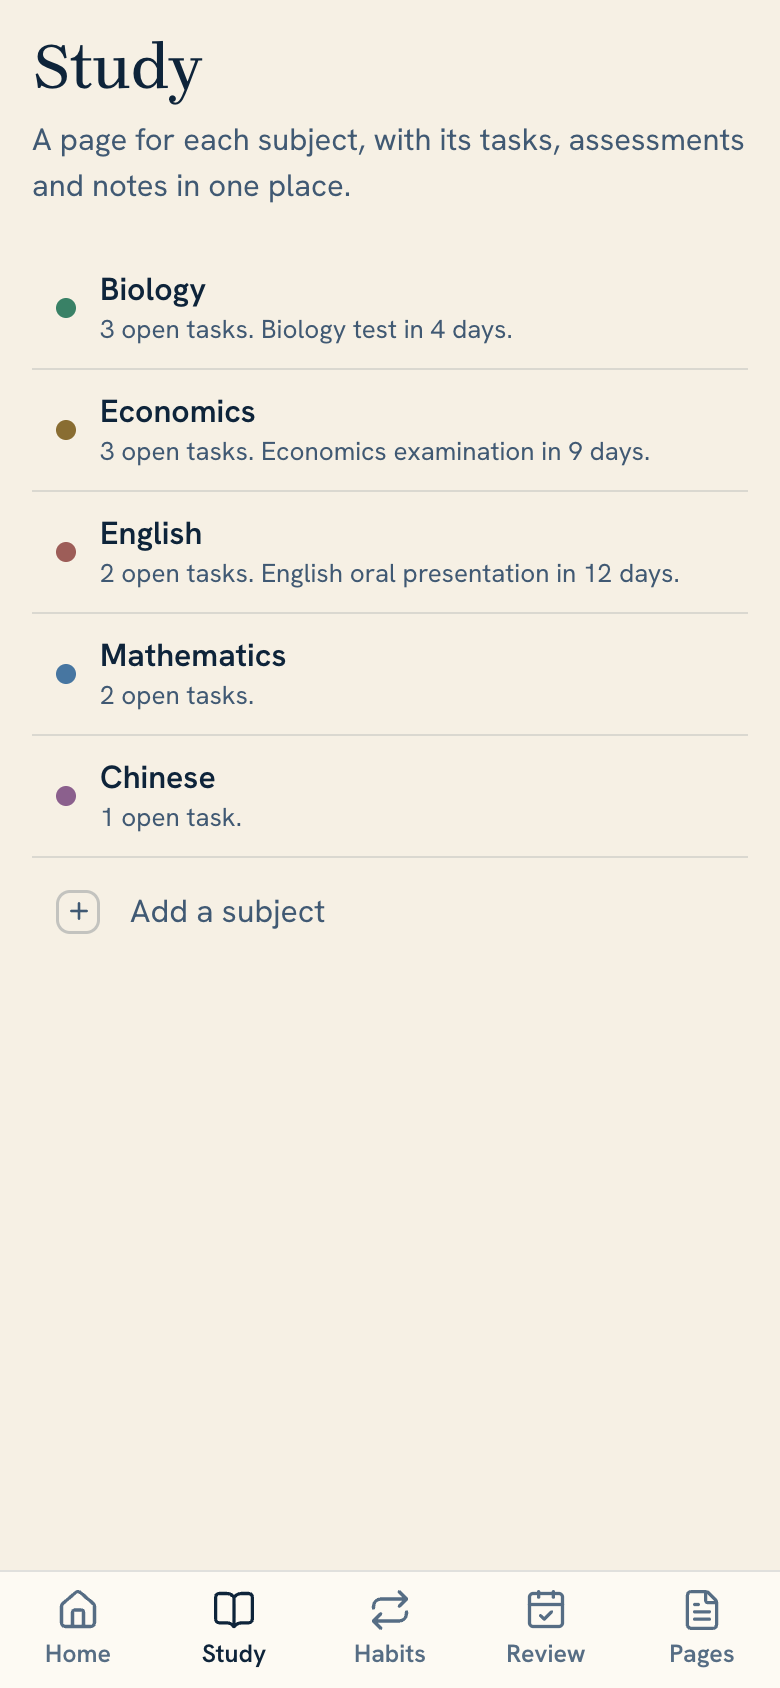 Study
A page for each subject, with its tasks, assessments
and notes in one place.
Biology
3 open tasks. Biology test in 4 days.
Economics
3 open tasks. Economics examination in 9 days.
English
2 open tasks. English oral presentation in 12 days.
Mathematics
2 open tasks.
Chinese
1 open task.
Add a subject
Home
Study
Habits
Review
Pages